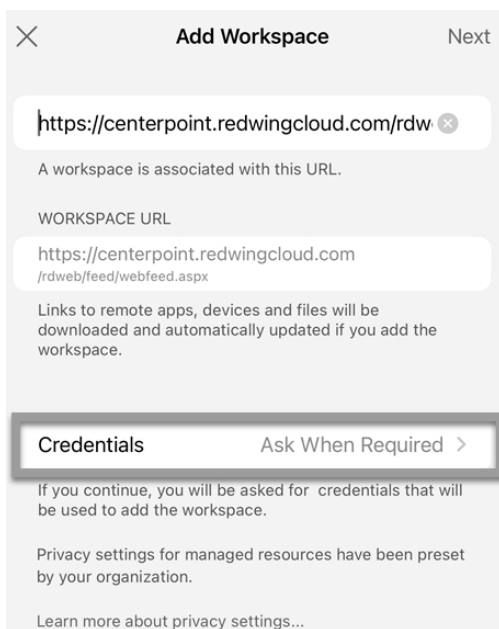 Add Workspace Next
https://centerpoint.redwingcloud.com/rdw
A workspace is associated with this URL.
WORKSPACE URL
https://centerpoint.redwingcloud.com
/rdweb/feed/webfeed.aspx
Links to remote apps, devices and files will be
downloaded and automatically updated if you add the
workspace.
Credentials Ask When Required >
If you continue, you will be asked for credentials that will
be used to add the workspace.
Privacy settings for managed resources have been preset
by your organization.
Learn more about privacy settings...